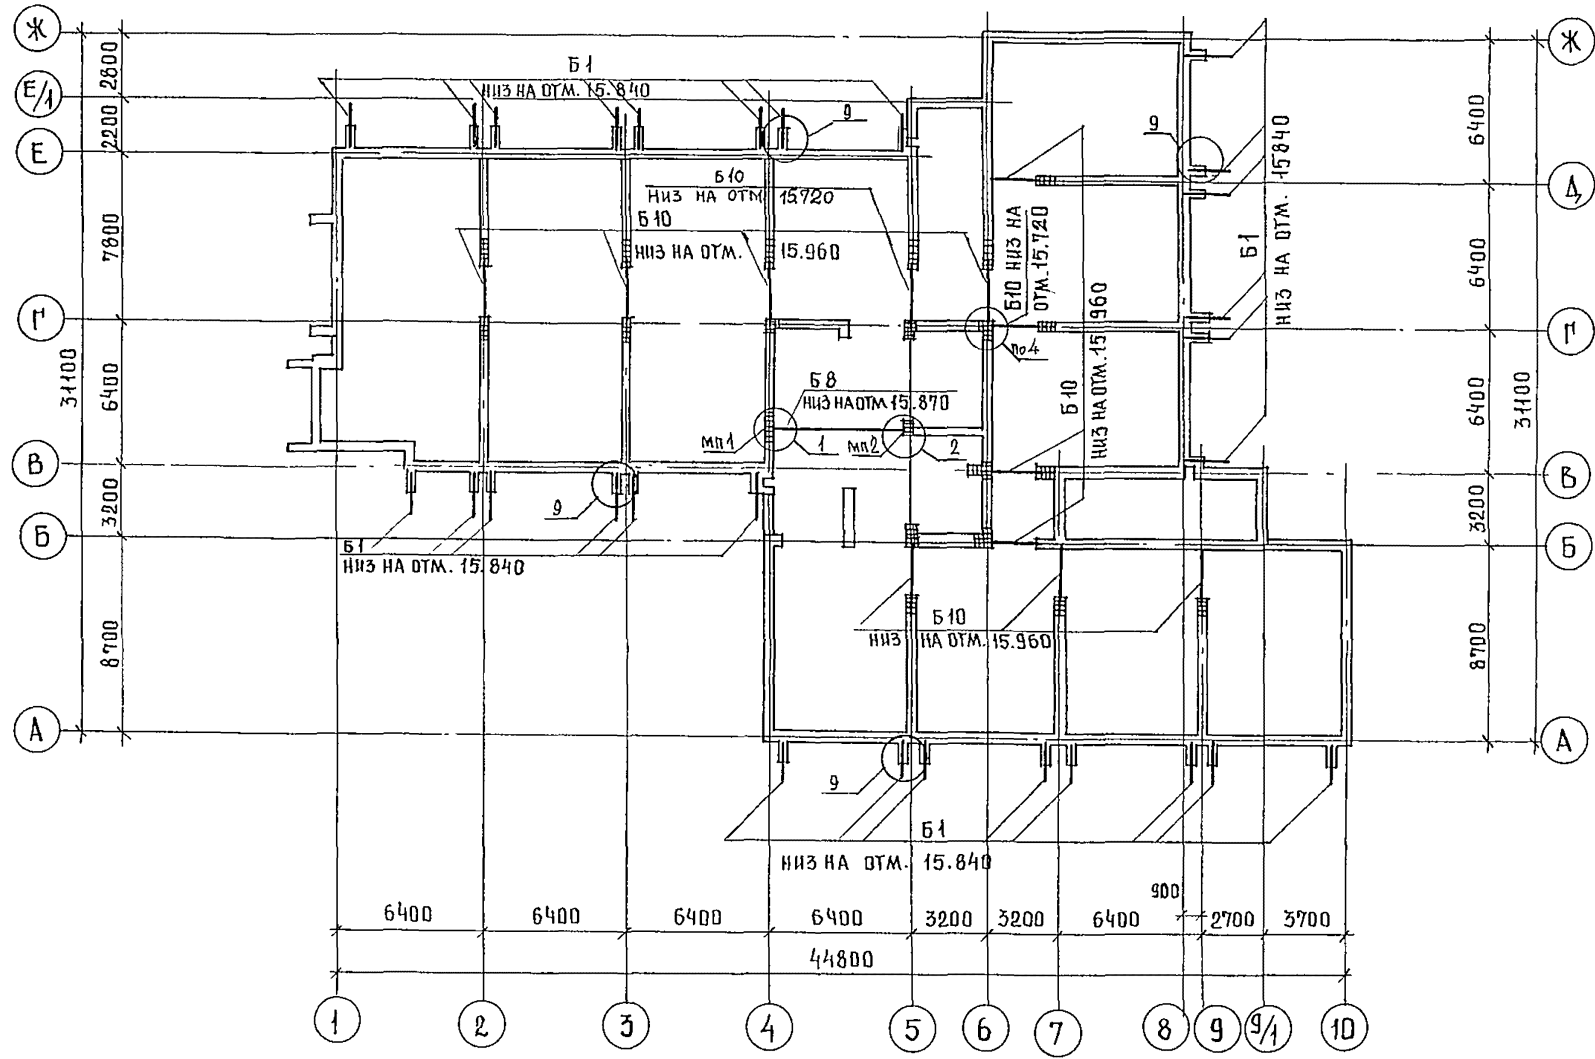 Ж
Е/1
Е
Г
В
Б
А
2800
2200
7800
6400
3200
8700
31100
Б1
НИЗ НА ОТМ. 15.840
9
Б10
НИЗ НА ОТМ 15.720
Б10
НИЗ НА ОТМ. 15.960
Б10 НИЗ НА
ОТМ. 15.720
9
Б1
НИЗ НА ОТМ. 15840
Б10
НИЗ НА ОТМ. 15.960
по4
Б8
НИЗ НА ОТМ 15.870
мп1
1
мп2
2
9
Б1
НИЗ НА ОТМ. 15.840
Б10
НИЗ НА ОТМ. 15.960
9
Б1
НИЗ НА ОТМ. 15.840
Ж
Д
Г
В
Б
А
6400
6400
6400
3200
8700
31100
900
6400
6400
6400
6400
3200
3200
6400
2700
3700
44800
1
2
3
4
5
6
7
8
9
9/1
10